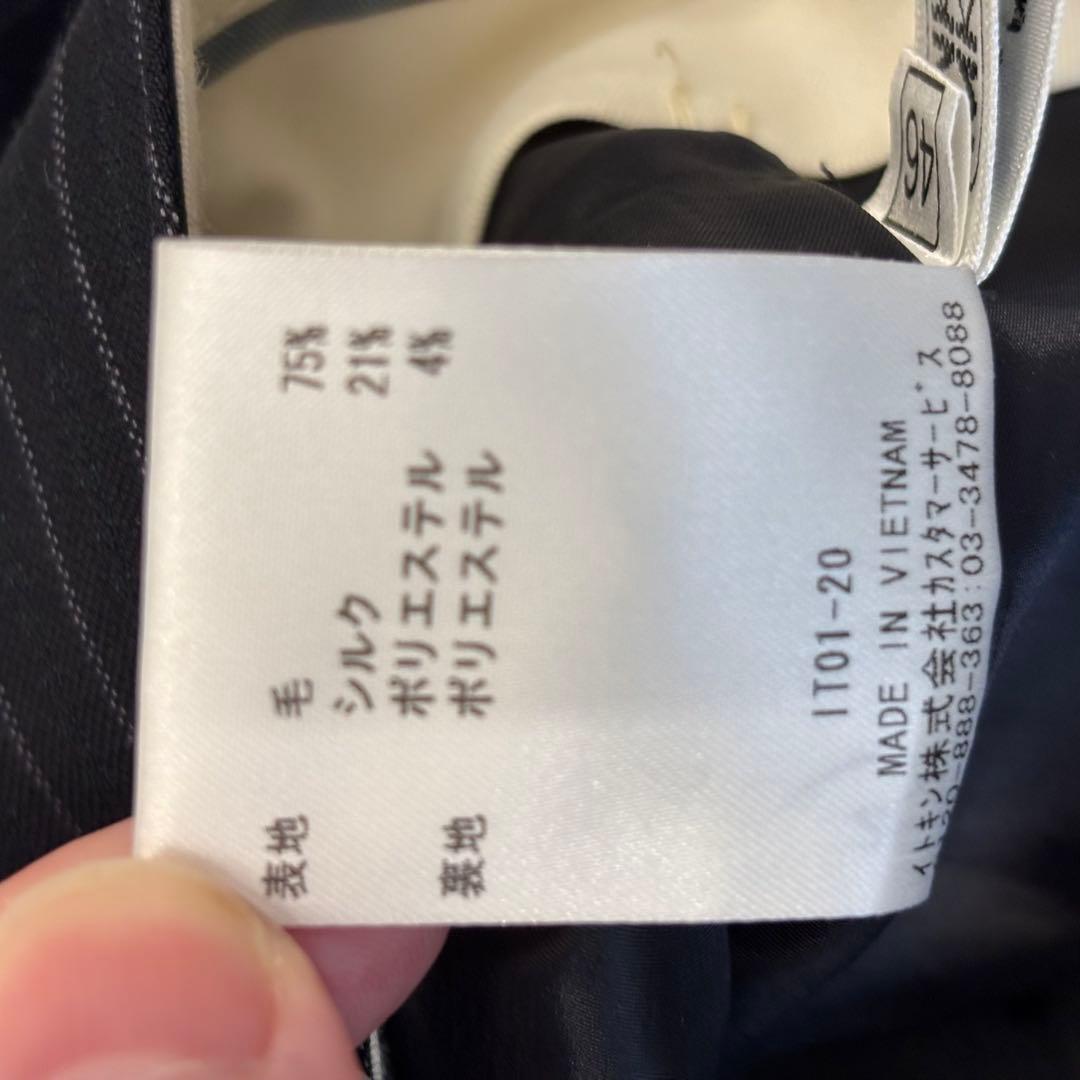 表地 毛 75%
シルク 21%
ポリエステル 4%
裏地 ポリエステル
IT01-20
MADE IN VIETNAM
イトキン株式会社カスタマーサービス
20-888-363:03-3478-8088
46